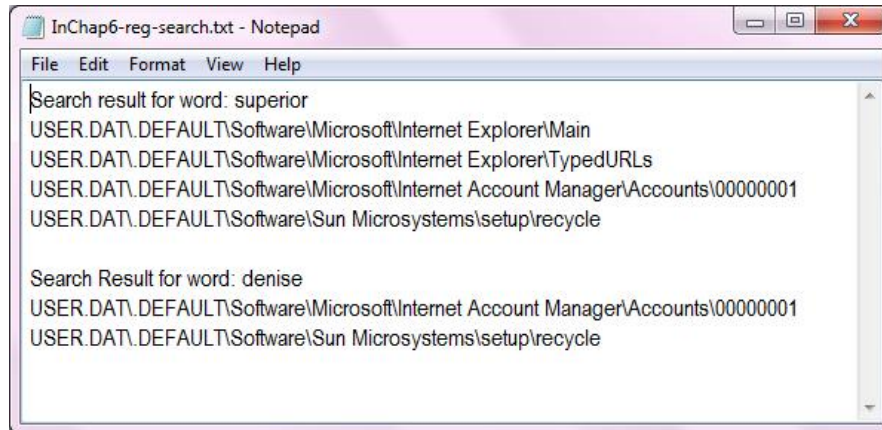 InChap6-reg-search.txt - Notepad
File Edit Format View Help
Search result for word: superior
USER.DAT\.DEFAULT\Software\Microsoft\Internet Explorer\Main
USER.DAT\.DEFAULT\Software\Microsoft\Internet Explorer\TypedURLs
USER.DAT\.DEFAULT\Software\Microsoft\Internet Account Manager\Accounts\00000001
USER.DAT\.DEFAULT\Software\Sun Microsystems\setup\recycle
Search Result for word: denise
USER.DAT\.DEFAULT\Software\Microsoft\Internet Account Manager\Accounts\00000001
USER.DAT\.DEFAULT\Software\Sun Microsystems\setup\recycle